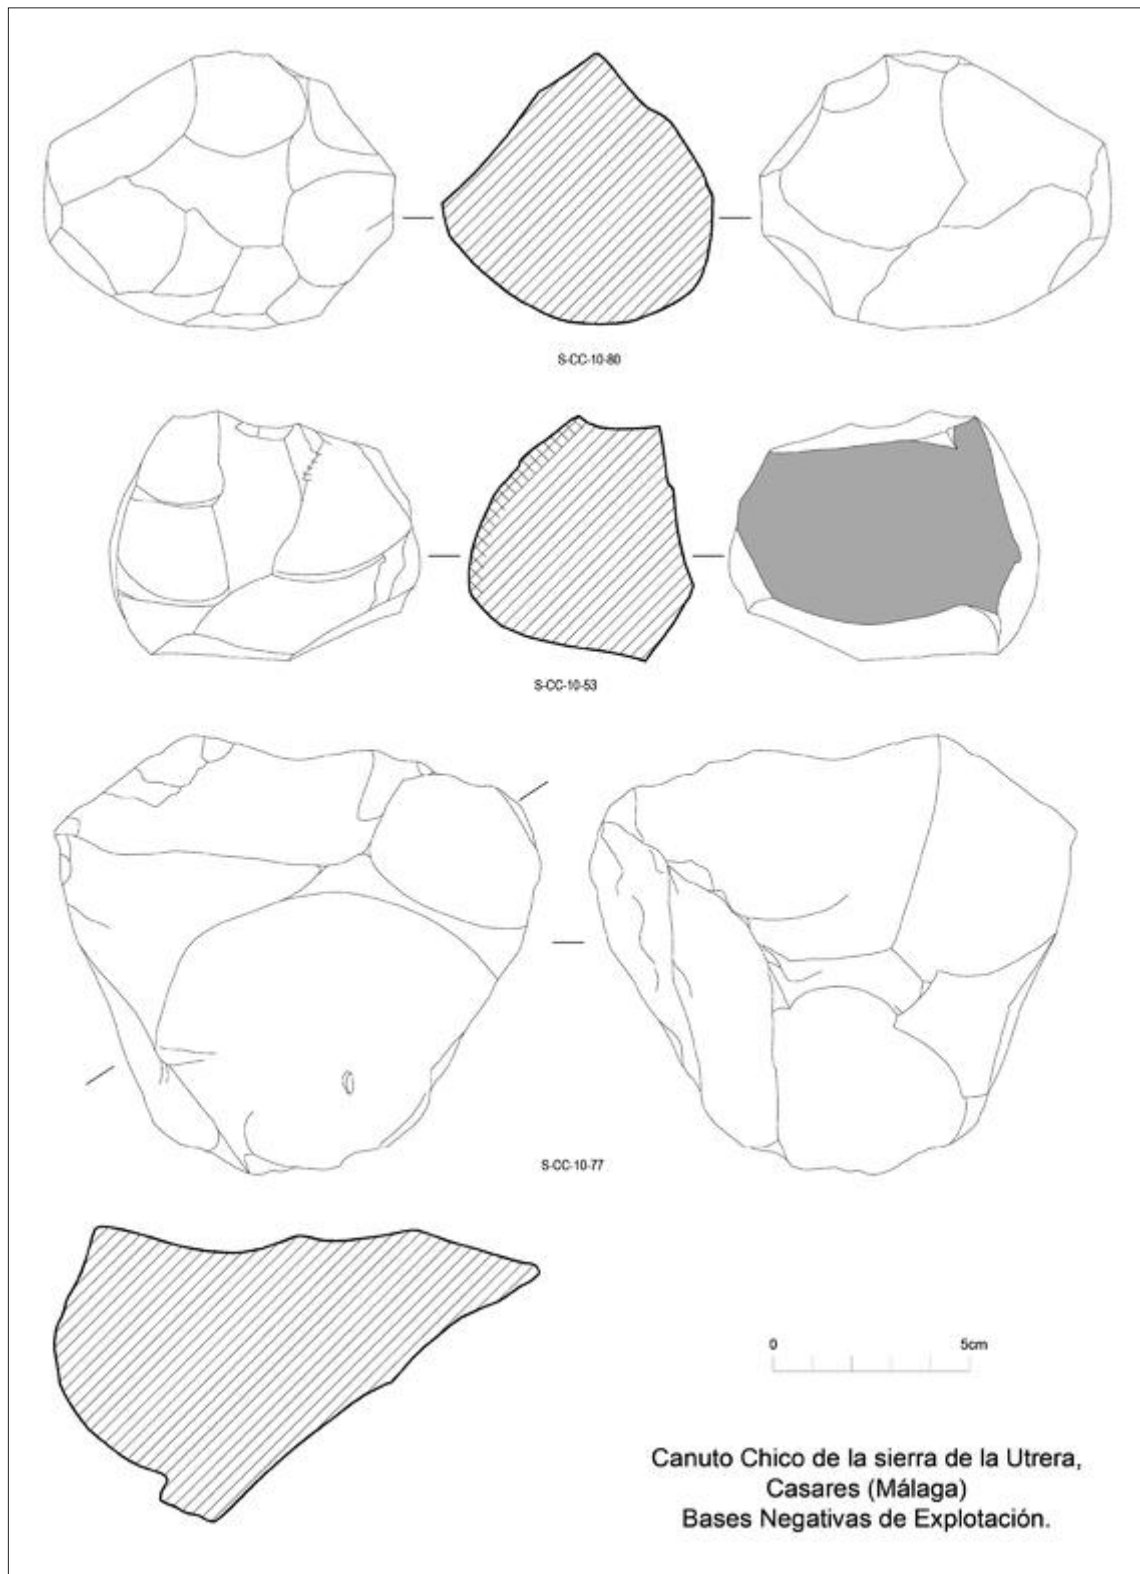 S-CC-10-80
S-CC-10-53
S-CC-10-77
0 5cm
Canuto Chico de la sierra de la Utrera,
Casares (Málaga)
Bases Negativas de Explotación.